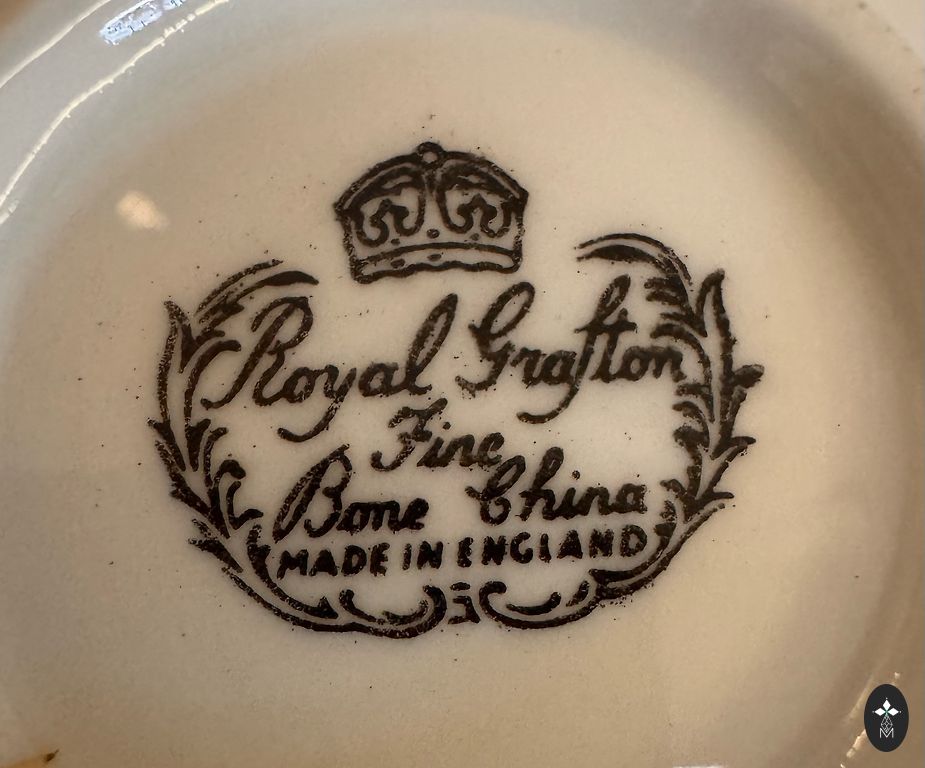 Royal Grafton
Fine
Bone China
MADE IN ENGLAND
M